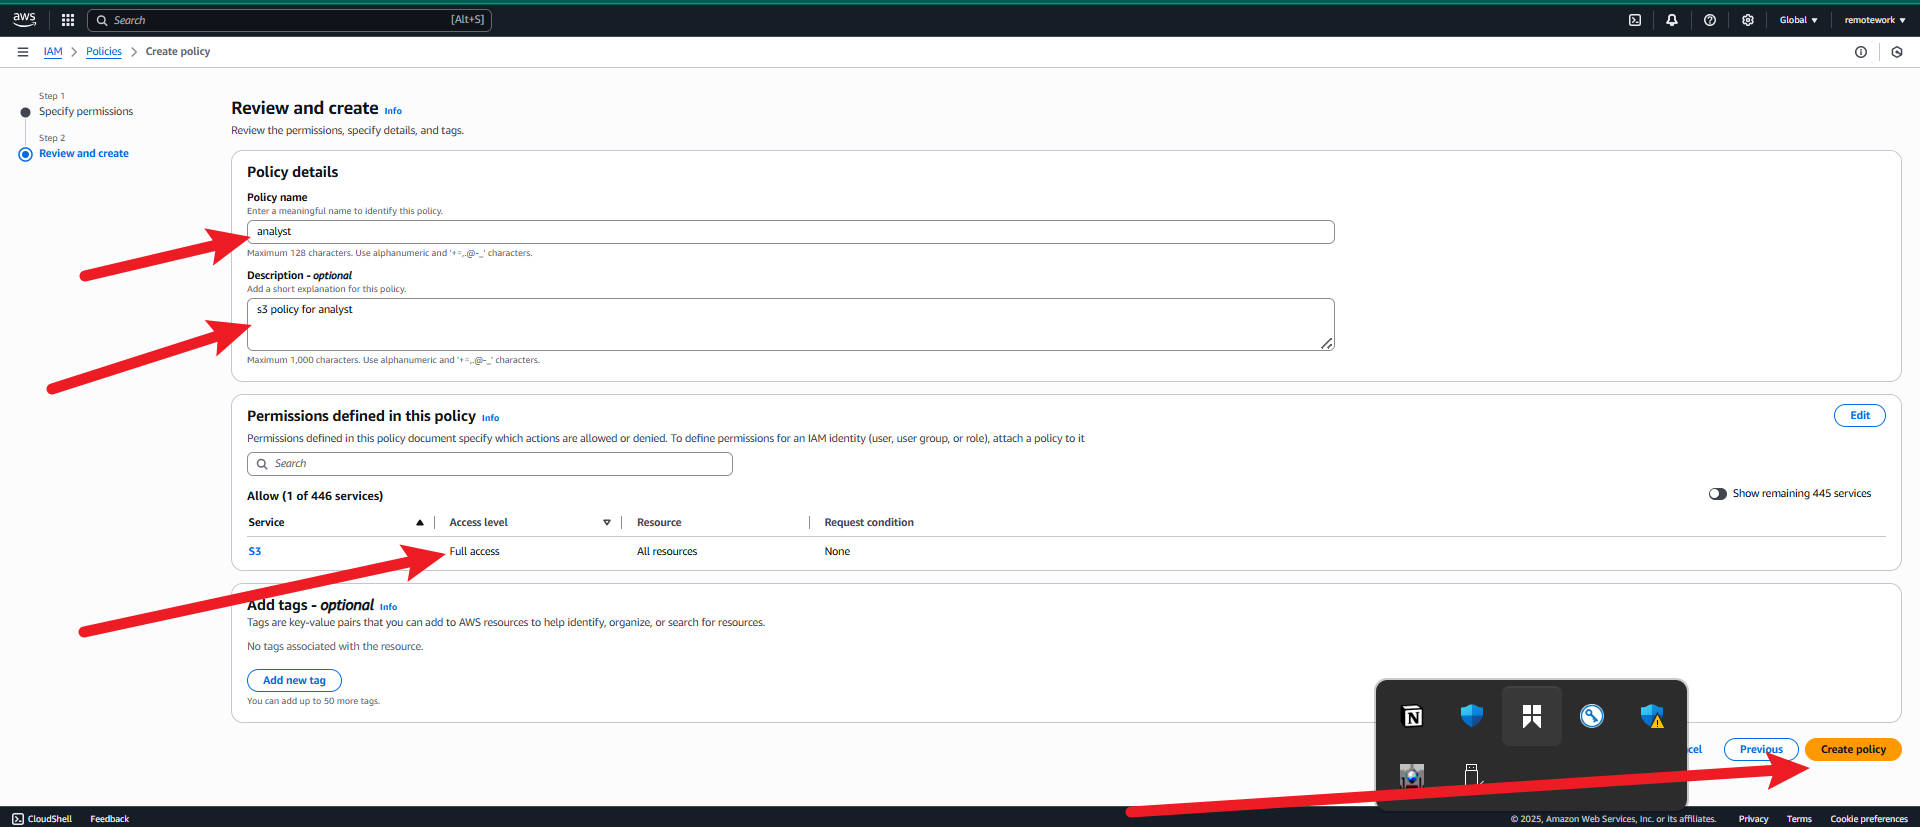 aws
Search
[Alt+S]
Global
remotework
IAM
Policies
Create policy
Step 1
Specify permissions
Step 2
Review and create
Review and create Info
Review the permissions, specify details, and tags.
Policy details
Policy name
Enter a meaningful name to identify this policy.
analyst
Maximum 128 characters. Use alphanumeric and '+=,.@-_' characters.
Description - optional
Add a short explanation for this policy.
s3 policy for analyst
Maximum 1,000 characters. Use alphanumeric and '+=,.@-_' characters.
Permissions defined in this policy Info
Edit
Permissions defined in this policy document specify which actions are allowed or denied. To define permissions for an IAM identity (user, user group, or role), attach a policy to it
Search
Allow (1 of 446 services)
Show remaining 445 services
Service
Access level
Resource
Request condition
S3
Full access
All resources
None
Add tags - optional Info
Tags are key-value pairs that you can add to AWS resources to help identify, organize, or search for resources.
No tags associated with the resource.
Add new tag
You can add up to 50 more tags.
N
cel
Previous
Create policy
CloudShell
Feedback
© 2025, Amazon Web Services, Inc. or its affiliates.
Privacy
Terms
Cookie preferences